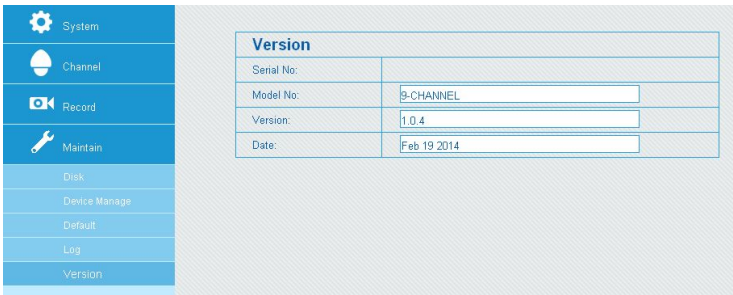 System
Channel
Record
Maintain
Disk
Device Manage
Default
Log
Version
Version
Serial No:
Model No: 9-CHANNEL
Version: 1.0.4
Date: Feb 19 2014